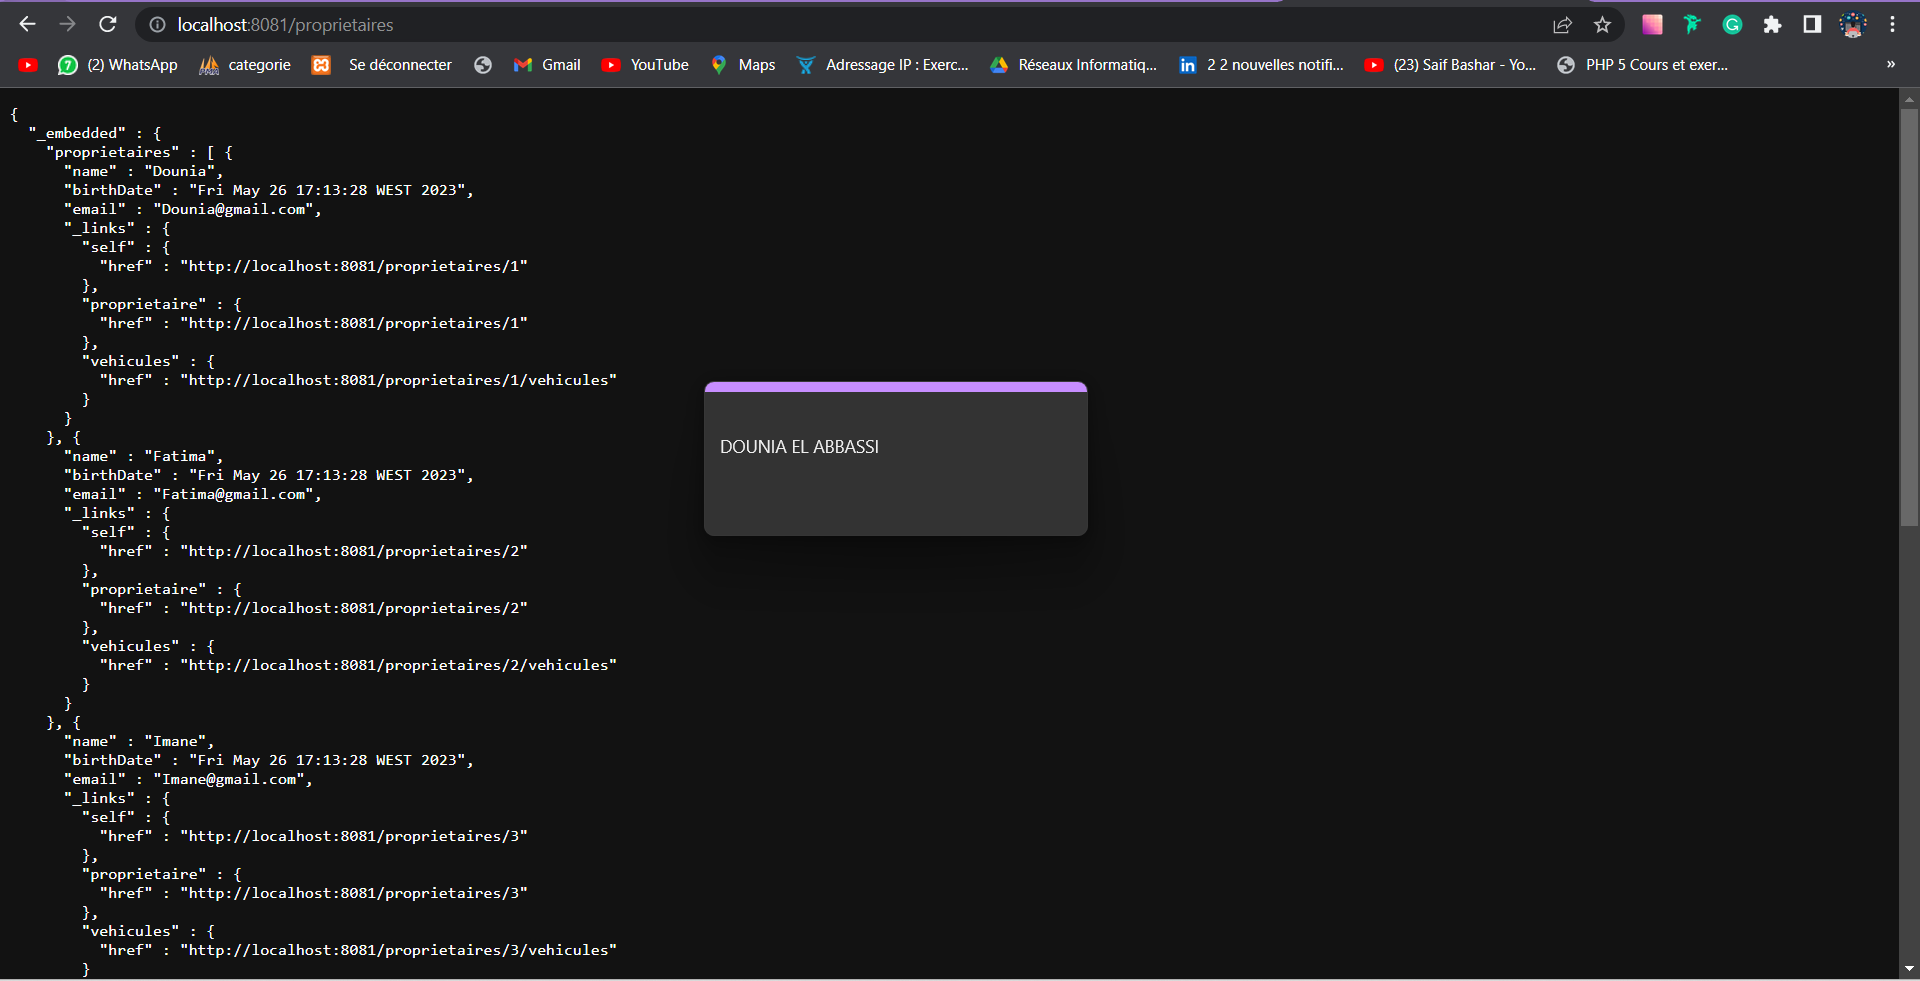 localhost:8081/proprietaires
(2) WhatsApp
categorie
Se déconnecter
Gmail
YouTube
Maps
Adressage IP : Exerc...
Réseaux Informatiq...
2 2 nouvelles notifi...
(23) Saif Bashar - Yo...
PHP 5 Cours et exer...
»
{
"_embedded" : {
"proprietaires" : [ {
"name" : "Dounia",
"birthDate" : "Fri May 26 17:13:28 WEST 2023",
"email" : "Dounia@gmail.com",
"_links" : {
"self" : {
"href" : "http://localhost:8081/proprietaires/1"
},
"proprietaire" : {
"href" : "http://localhost:8081/proprietaires/1"
},
"vehicules" : {
"href" : "http://localhost:8081/proprietaires/1/vehicules"
}
}
}, {
"name" : "Fatima",
"birthDate" : "Fri May 26 17:13:28 WEST 2023",
"email" : "Fatima@gmail.com",
"_links" : {
"self" : {
"href" : "http://localhost:8081/proprietaires/2"
},
"proprietaire" : {
"href" : "http://localhost:8081/proprietaires/2"
},
"vehicules" : {
"href" : "http://localhost:8081/proprietaires/2/vehicules"
}
}
}, {
"name" : "Imane",
"birthDate" : "Fri May 26 17:13:28 WEST 2023",
"email" : "Imane@gmail.com",
"_links" : {
"self" : {
"href" : "http://localhost:8081/proprietaires/3"
},
"proprietaire" : {
"href" : "http://localhost:8081/proprietaires/3"
},
"vehicules" : {
"href" : "http://localhost:8081/proprietaires/3/vehicules"
}
DOUNIA EL ABBASSI